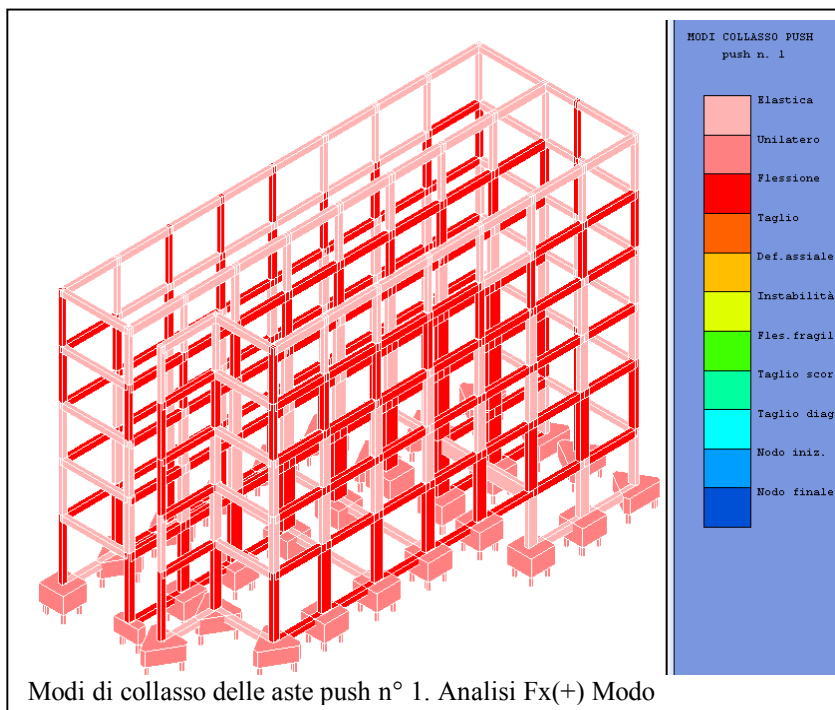 MODI COLLASSO PUSH
push n. 1
Elastica
Unilatero
Flessione
Taglio
Def.assiale
Instabilità
Fles.fragil
Taglio scor
Taglio diag
Nodo iniz.
Nodo finale
Modi di collasso delle aste push n° 1. Analisi Fx(+) Modo